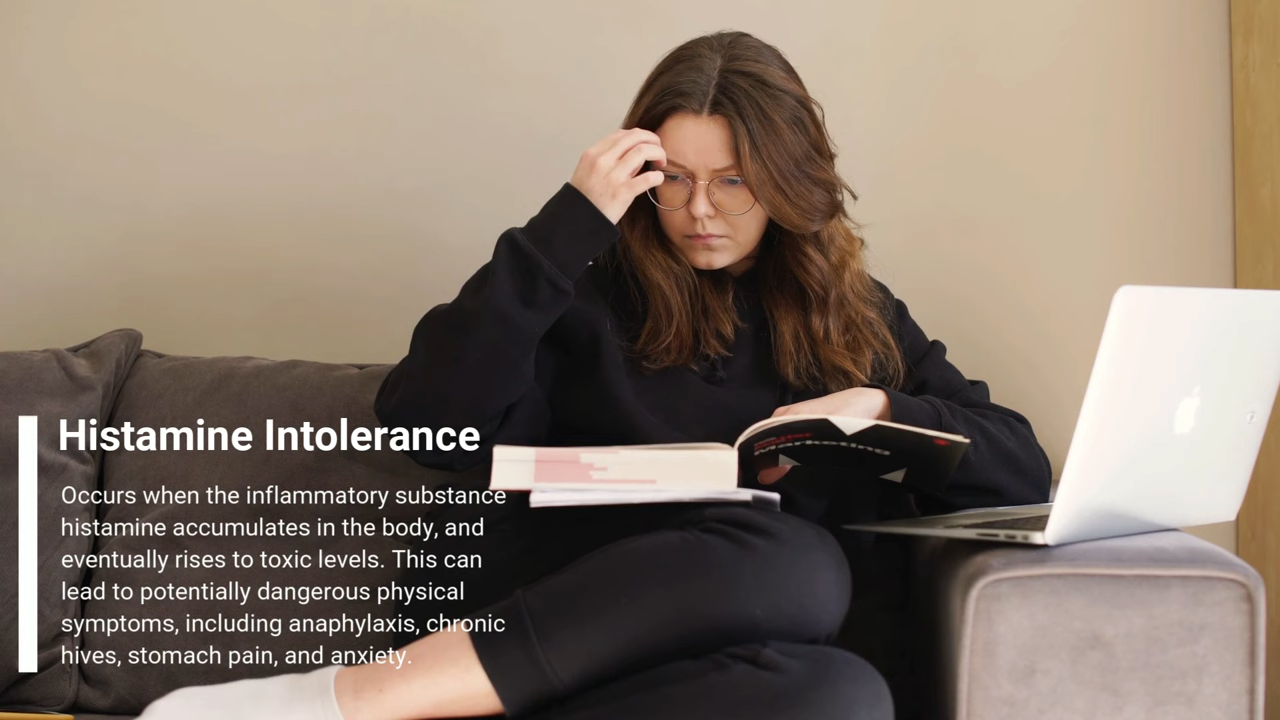 Histamine Intolerance
Occurs when the inflammatory substance
histamine accumulates in the body, and
eventually rises to toxic levels. This can
lead to potentially dangerous physical
symptoms, including anaphylaxis, chronic
hives, stomach pain, and anxiety.
Marketing